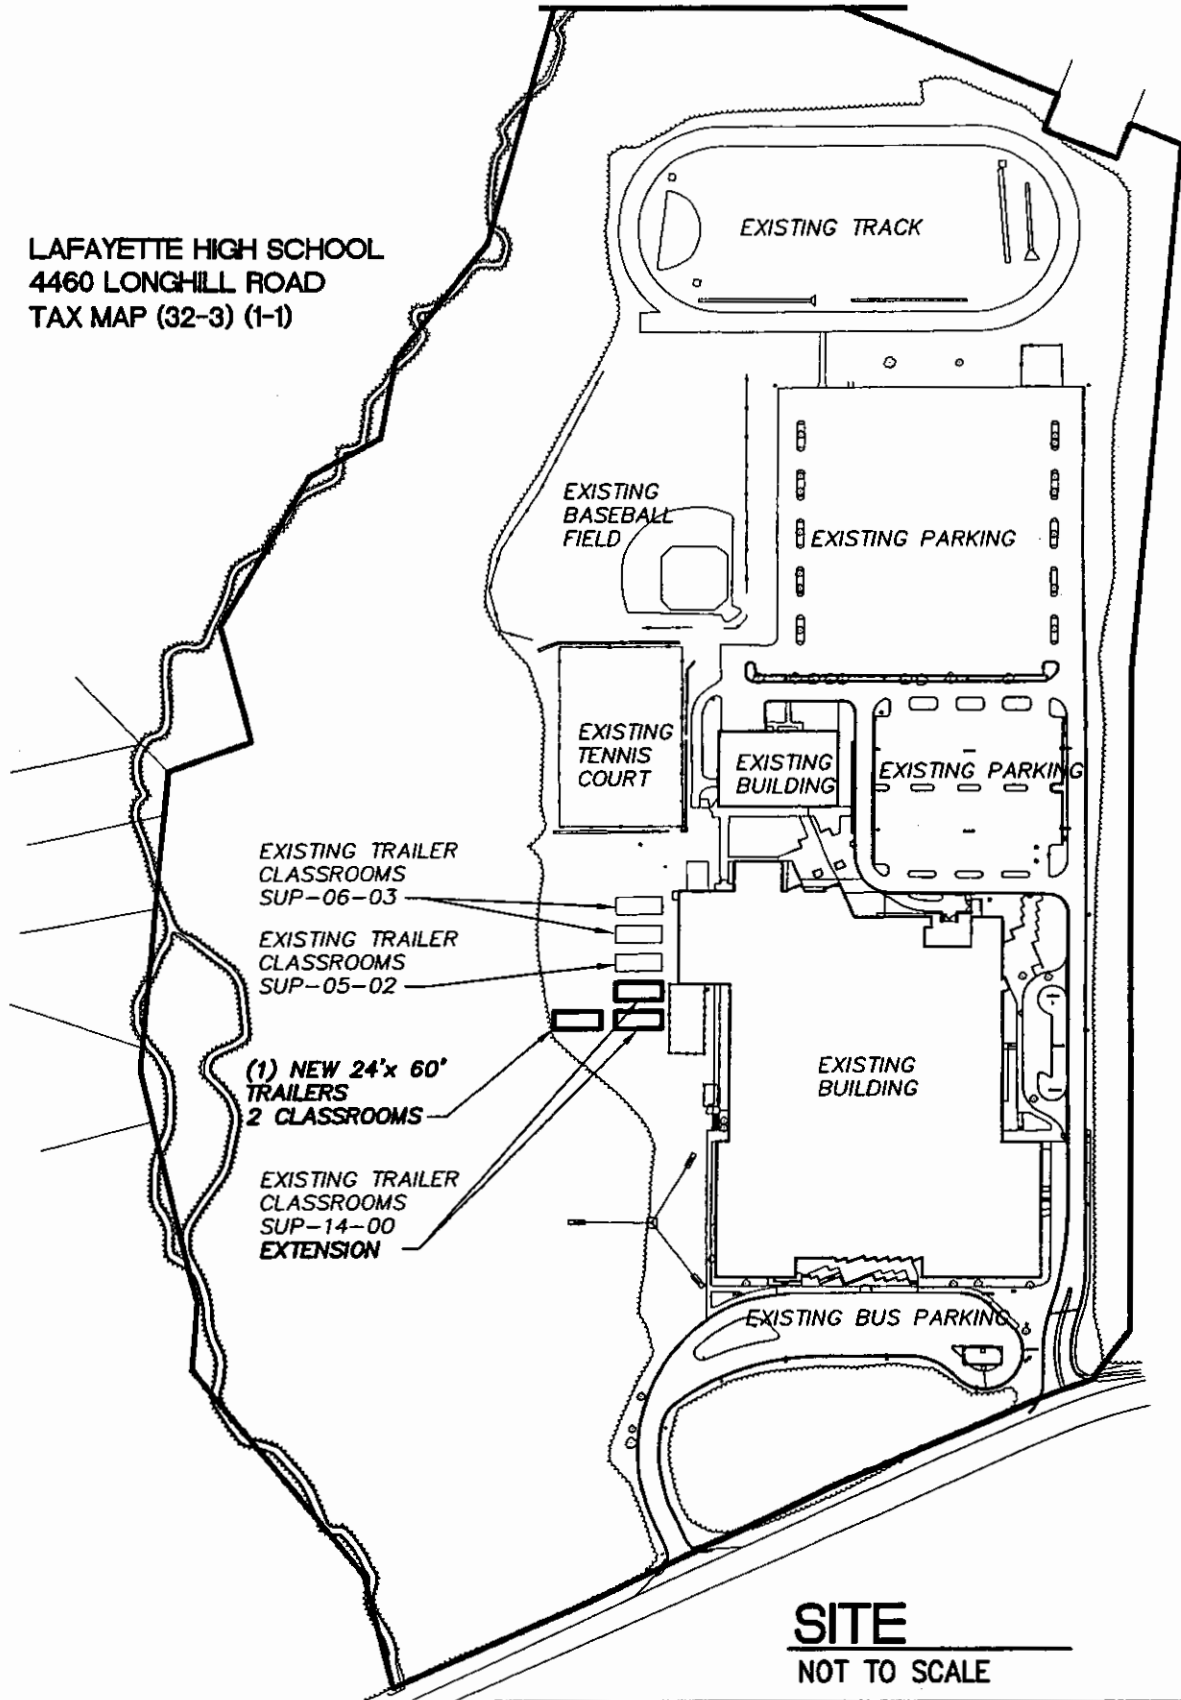 LAFAYETTE HIGH SCHOOL
4460 LONGHILL ROAD
TAX MAP (32-3) (1-1)
EXISTING TRACK
EXISTING
BASEBALL
FIELD
EXISTING PARKING
EXISTING
TENNIS
COURT
EXISTING
BUILDING
EXISTING PARKING
EXISTING TRAILER
CLASSROOMS
SUP-06-03
EXISTING TRAILER
CLASSROOMS
SUP-05-02
(1) NEW 24'x 60'
TRAILERS
2 CLASSROOMS
EXISTING
BUILDING
EXISTING TRAILER
CLASSROOMS
SUP-14-00
EXTENSION
EXISTING BUS PARKING
SITE
NOT TO SCALE